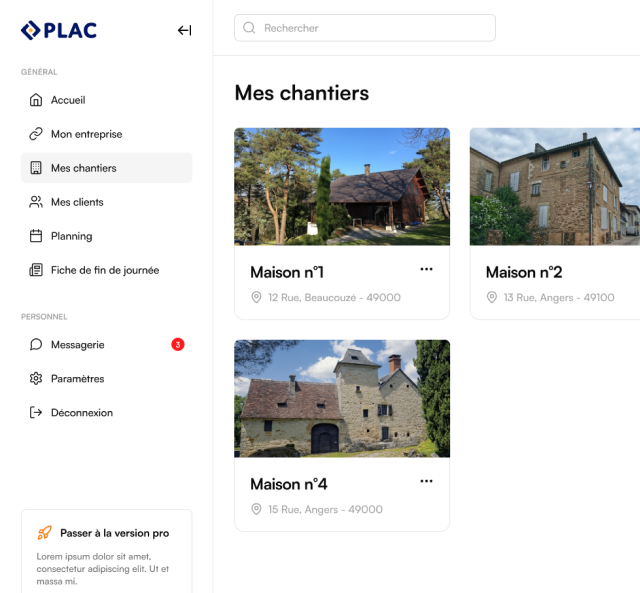 PLAC
Rechercher
GÉNÉRAL
Accueil
Mon entreprise
Mes chantiers
Mes clients
Planning
Fiche de fin de journée
PERSONNEL
Messagerie 3
Paramètres
Déconnexion
Passer à la version pro
Lorem ipsum dolor sit amet,
consectetur adipiscing elit. Ut et
massa mi.
Mes chantiers
Maison n°1
12 Rue, Beaucouzé - 49000
Maison n°2
13 Rue, Angers - 49100
Maison n°4
15 Rue, Angers - 49000